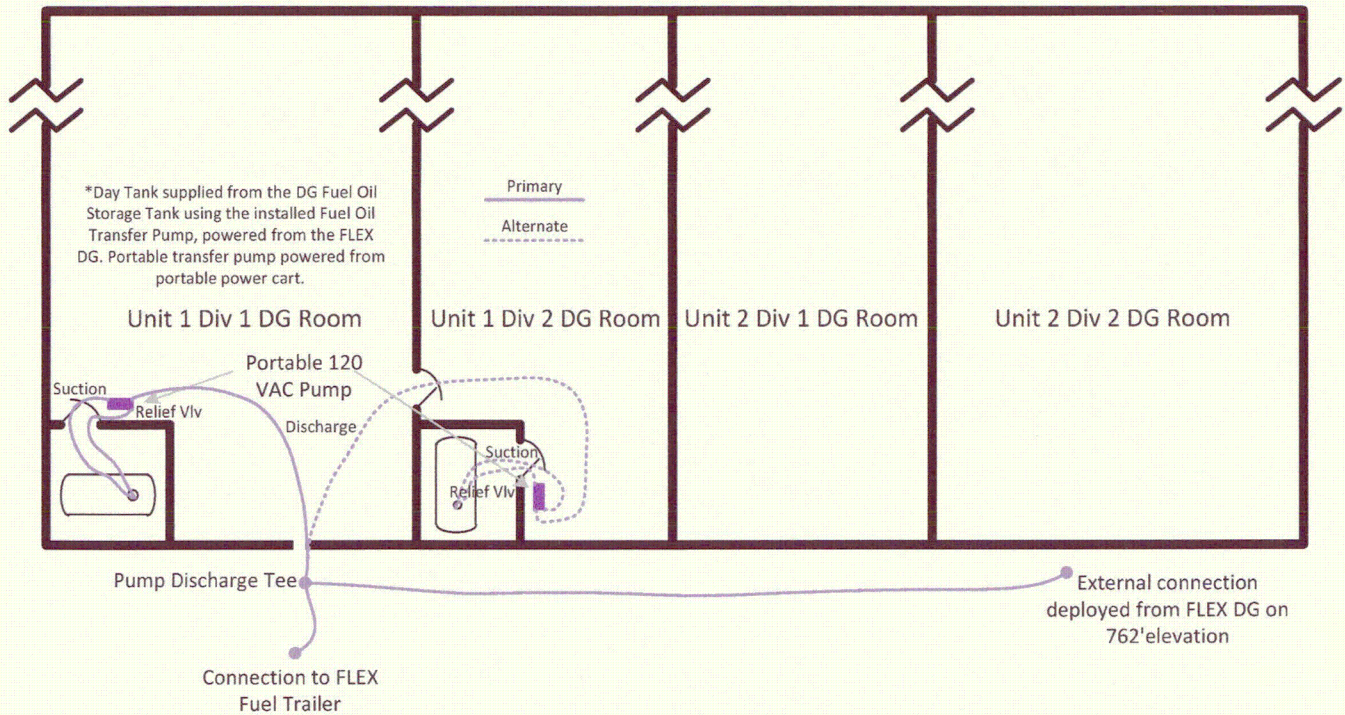 *Day Tank supplied from the DG Fuel Oil
Storage Tank using the installed Fuel Oil
Transfer Pump, powered from the FLEX
DG. Portable transfer pump powered from
portable power cart.
Primary
Alternate
Unit 1 Div 1 DG Room
Unit 1 Div 2 DG Room
Unit 2 Div 1 DG Room
Unit 2 Div 2 DG Room
Portable 120
VAC Pump
Suction
Relief Vlv
Discharge
Suction
Relief Vlv
Pump Discharge Tee
External connection
deployed from FLEX DG on
762'elevation
Connection to FLEX
Fuel Trailer